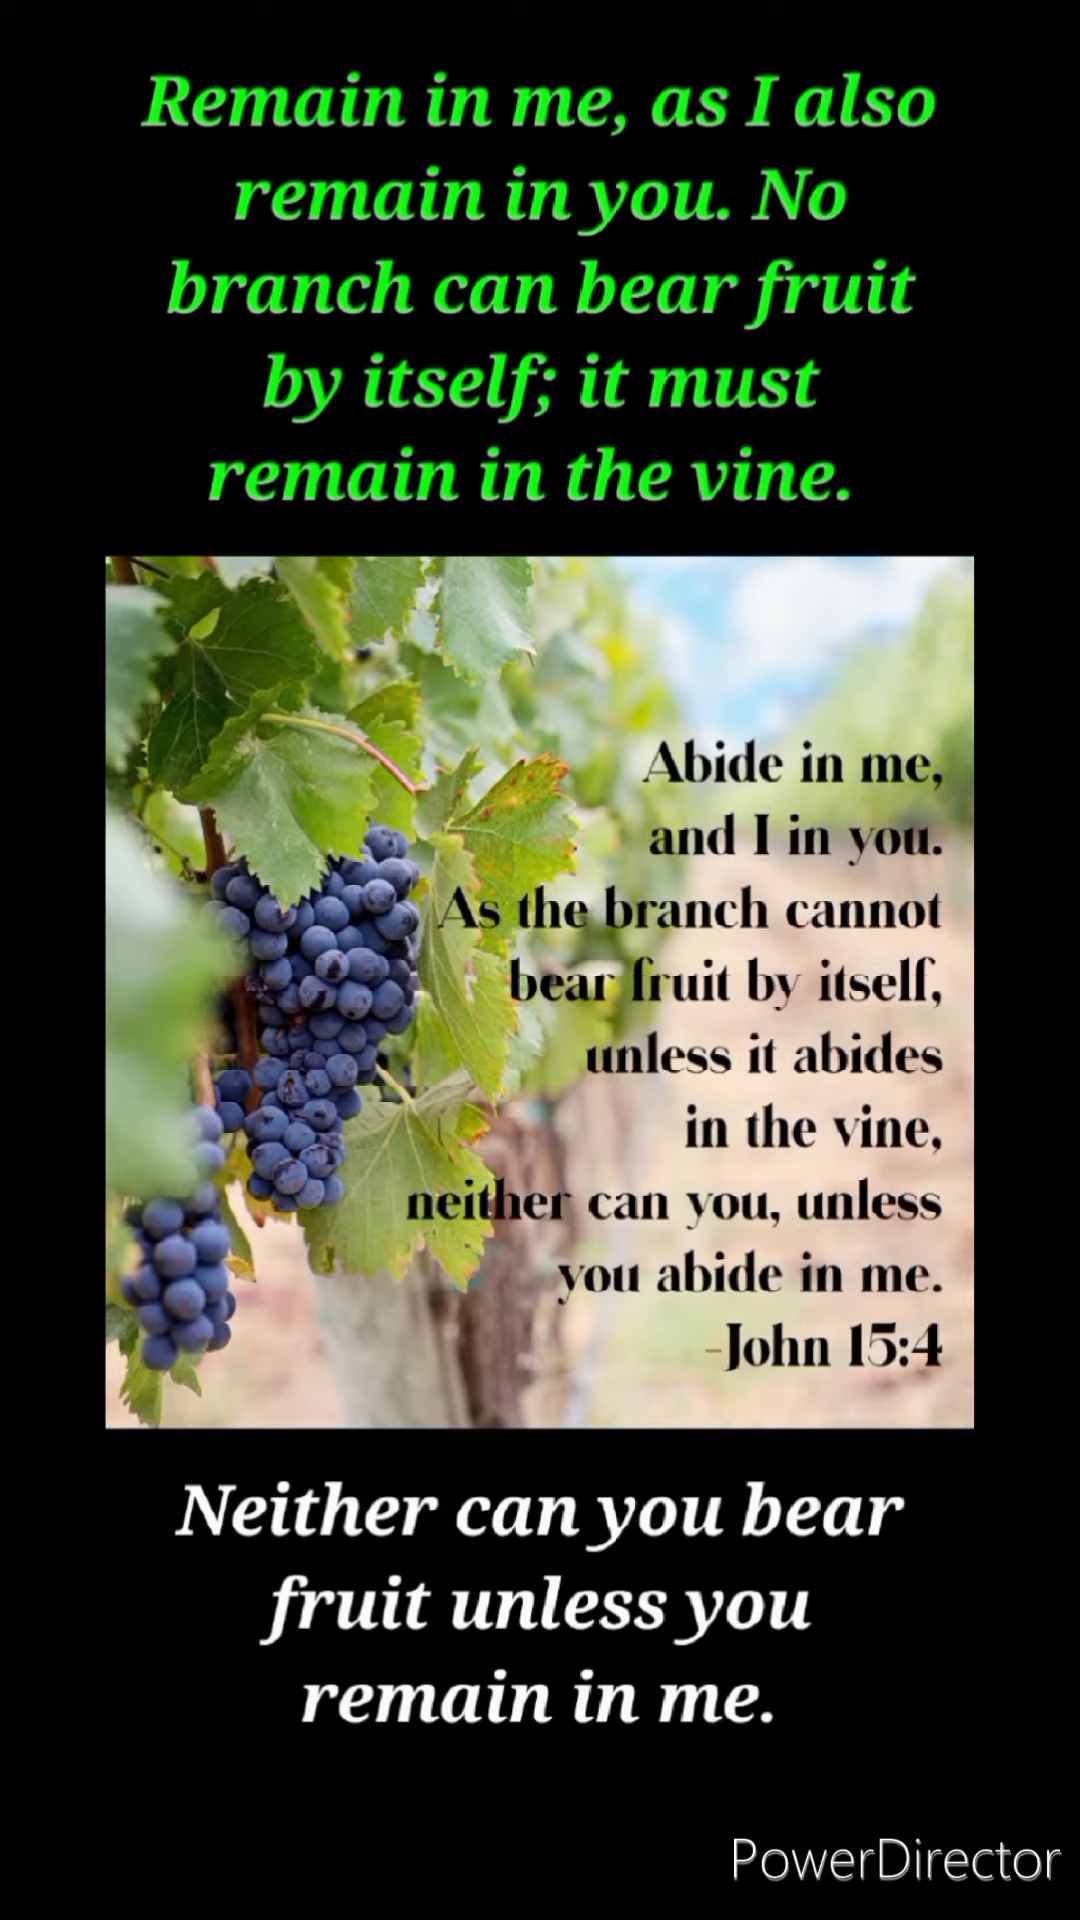 Remain in me, as I also
remain in you. No
branch can bear fruit
by itself; it must
remain in the vine.
Abide in me,
and I in you.
As the branch cannot
bear fruit by itself,
unless it abides
in the vine,
neither can you, unless
you abide in me.
-John 15:4
Neither can you bear
fruit unless you
remain in me.
PowerDirector